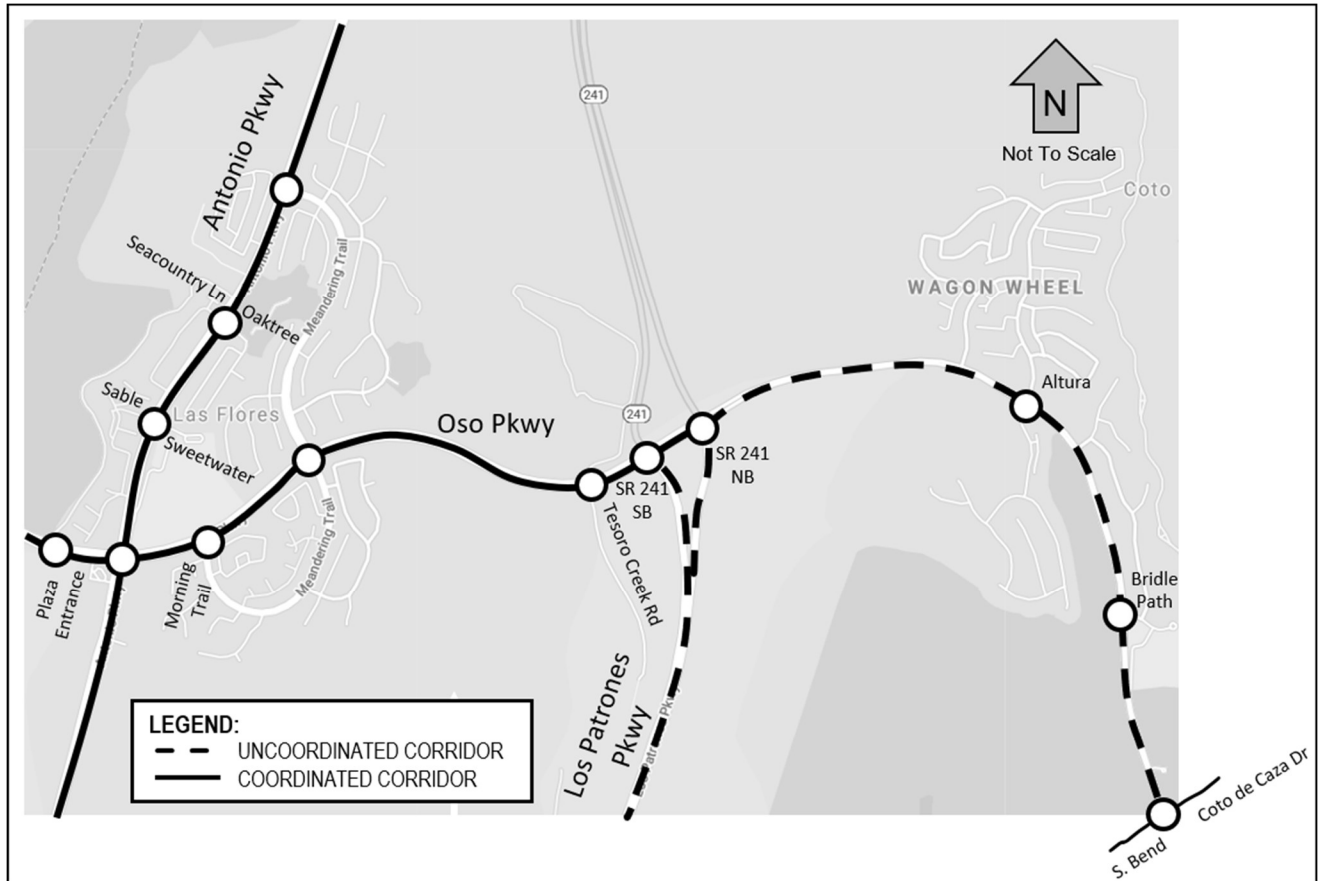 241
N
Not To Scale
Antonio Pkwy
Coto
Seacountry Ln
Oaktree
Meandering Trail
WAGON WHEEL
Sable
Las Flores
Sweetwater
Oso Pkwy
241
Altura
SR 241
NB
SR 241
SB
Tesoro Creek Rd
Meandering Trail
Plaza
Entrance
Morning
Trail
Bridle
Path
Los Patrones
Pkwy
LEGEND:
UNCOORDINATED CORRIDOR
COORDINATED CORRIDOR
Coto de Caza Dr
S. Bend